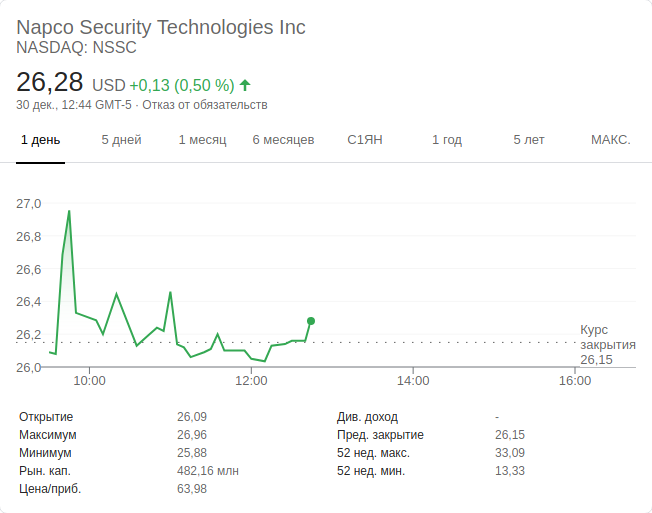 Napco Security Technologies Inc
NASDAQ: NSSC
26,28 USD +0,13 (0,50 %)
30 дек., 12:44 GMT-5 · Отказ от обязательств
1 день 5 дней 1 месяц 6 месяцев С1ЯН 1 год 5 лет МАКС.
27,0
26,8
26,6
26,4
26,2
26,0
Курс
закрытия
26,15
10:00 12:00 14:00 16:00
Открытие 26,09 Див. доход -
Максимум 26,96 Пред. закрытие 26,15
Минимум 25,88 52 нед. макс. 33,09
Рын. кап. 482,16 млн 52 нед. мин. 13,33
Цена/приб. 63,98